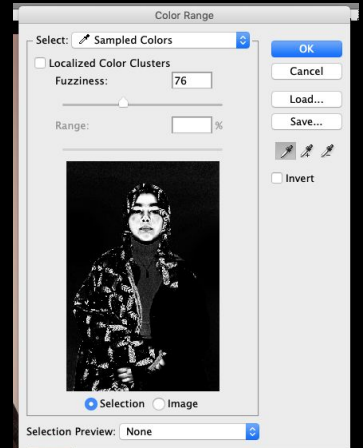 Color Range
Select: Sampled Colors
OK
Localized Color Clusters
Cancel
Fuzziness: 76
Load...
Range: %
Save...
Invert
Selection Image
Selection Preview: None